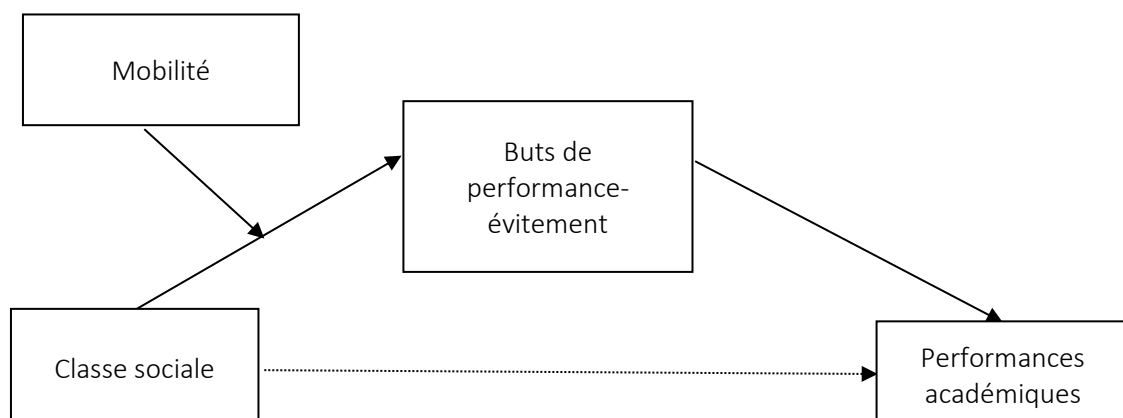 Mobilité
Buts de
performance-
évitement
Classe sociale
Performances
académiques